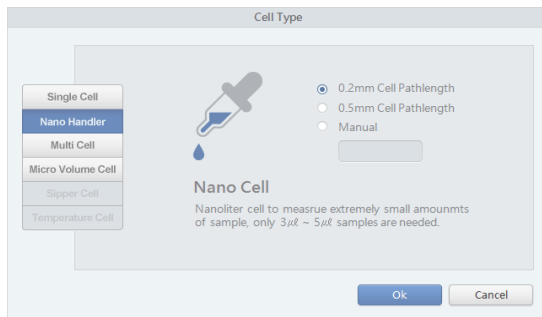 Cell Type
Single Cell
Nano Handler
Multi Cell
Micro Volume Cell
Sipper Cell
Temperature Cell
0.2mm Cell Pathlength
0.5mm Cell Pathlength
Manual
Nano Cell
Nanoliter cell to measrue extremely small amounmts
of sample, only 3㎕ ~ 5㎕ samples are needed.
Ok
Cancel